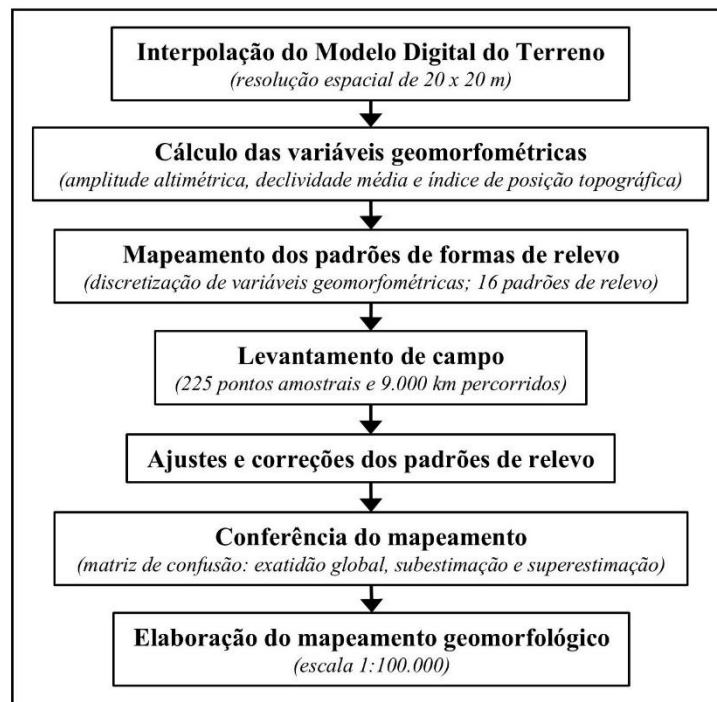 Interpolação do Modelo Digital do Terreno
(resolução espacial de 20 x 20 m)
Cálculo das variáveis geomorfométricas
(amplitude altimétrica, declividade média e índice de posição topográfica)
Mapeamento dos padrões de formas de relevo
(discretização de variáveis geomorfométricas; 16 padrões de relevo)
Levantamento de campo
(225 pontos amostrais e 9.000 km percorridos)
Ajustes e correções dos padrões de relevo
Conferência do mapeamento
(matriz de confusão: exatidão global, subestimação e superestimação)
Elaboração do mapeamento geomorfológico
(escala 1:100.000)